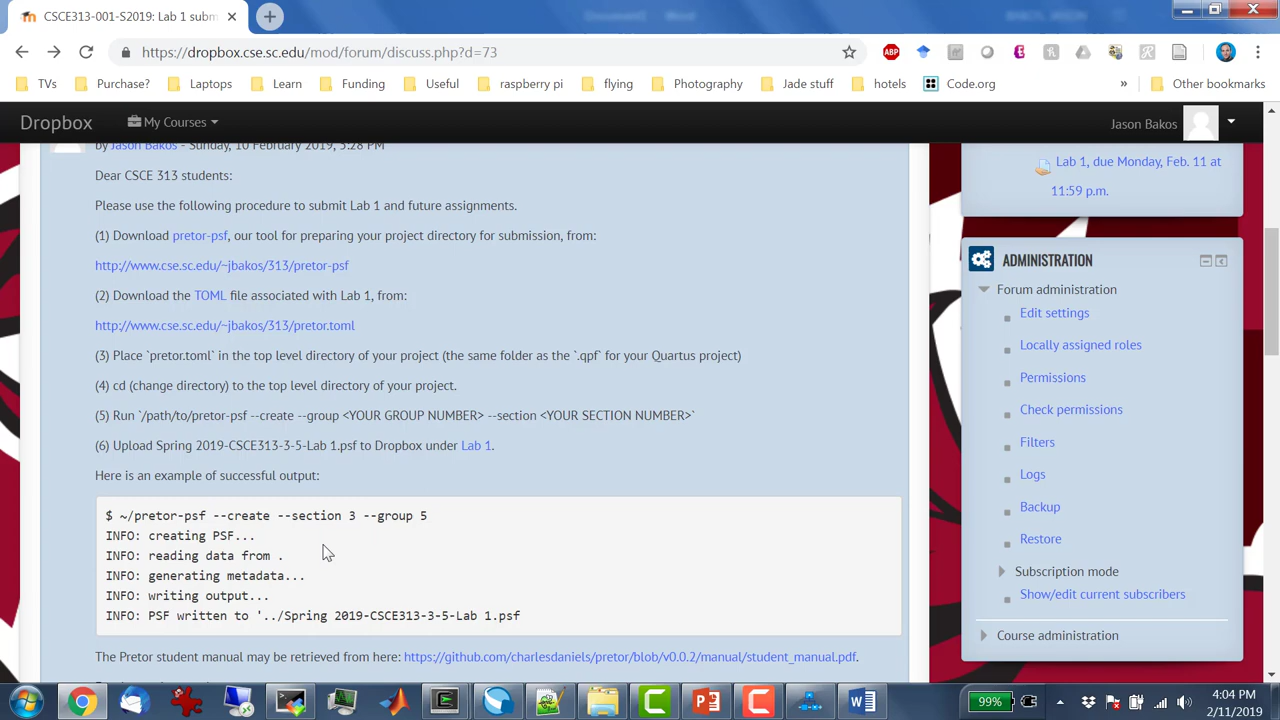 CSCE313-001-S2019: Lab 1 subm
https://dropbox.cse.sc.edu/mod/forum/discuss.php?d=73
TVs Purchase? Laptops Learn Funding Useful raspberry pi flying Photography Jade stuff hotels Code.org » Other bookmarks
Dropbox My Courses Jason Bakos
by Jason Bakos - Sunday, 10 February 2019, 5:28 PM
Dear CSCE 313 students:
Please use the following procedure to submit Lab 1 and future assignments.
(1) Download pretor-psf, our tool for preparing your project directory for submission, from:
http://www.cse.sc.edu/~jbakos/313/pretor-psf
(2) Download the TOML file associated with Lab 1, from:
http://www.cse.sc.edu/~jbakos/313/pretor.toml
(3) Place `pretor.toml` in the top level directory of your project (the same folder as the `.qpf` for your Quartus project)
(4) cd (change directory) to the top level directory of your project.
(5) Run `/path/to/pretor-psf --create --group <YOUR GROUP NUMBER> --section <YOUR SECTION NUMBER>`
(6) Upload Spring 2019-CSCE313-3-5-Lab 1.psf to Dropbox under Lab 1.
Here is an example of successful output:
$ ~/pretor-psf --create --section 3 --group 5
INFO: creating PSF...
INFO: reading data from .
INFO: generating metadata...
INFO: writing output...
INFO: PSF written to '../Spring 2019-CSCE313-3-5-Lab 1.psf
The Pretor student manual may be retrieved from here: https://github.com/charlesdaniels/pretor/blob/v0.0.2/manual/student_manual.pdf.
Lab 1, due Monday, Feb. 11 at
11:59 p.m.
ADMINISTRATION
Forum administration
Edit settings
Locally assigned roles
Permissions
Check permissions
Filters
Logs
Backup
Restore
Subscription mode
Show/edit current subscribers
Course administration
99%
4:04 PM
2/11/2019